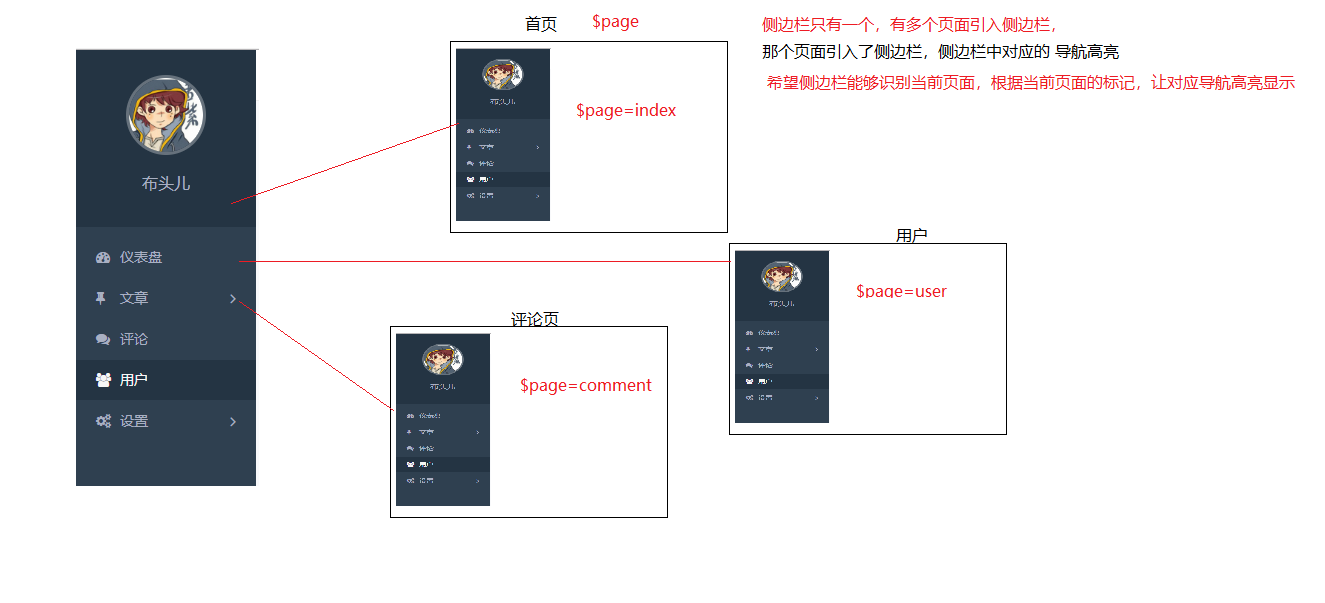 首页
$page
侧边栏只有一个，有多个页面引入侧边栏，
那个页面引入了侧边栏，侧边栏中对应的 导航高亮
希望侧边栏能够识别当前页面，根据当前页面的标记，让对应导航高亮显示
布头儿
仪表盘
文章
评论
用户
设置
布头儿
$page=index
仪表盘
文章
评论
用户
设置
用户
布头儿
$page=user
仪表盘
文章
评论
用户
设置
评论页
布头儿
$page=comment
仪表盘
文章
评论
用户
设置